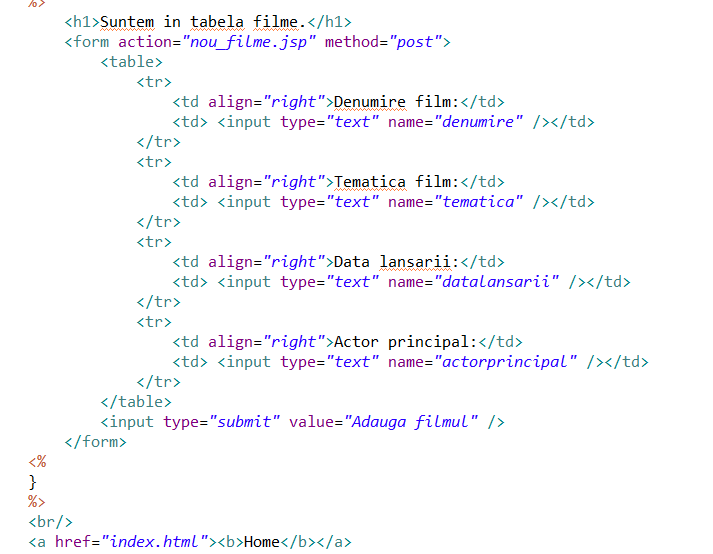 %>
<h1>Suntem in tabela filme.</h1>
<form action="nou_filme.jsp" method="post">
<table>
<tr>
<td align="right">Denumire film:</td>
<td> <input type="text" name="denumire" /></td>
</tr>
<tr>
<td align="right">Tematica film:</td>
<td> <input type="text" name="tematica" /></td>
</tr>
<tr>
<td align="right">Data lansarii:</td>
<td> <input type="text" name="datalansarii" /></td>
</tr>
<tr>
<td align="right">Actor principal:</td>
<td> <input type="text" name="actorprincipal" /></td>
</tr>
</table>
<input type="submit" value="Adauga filmul" />
</form>
<%
}
%>
<br/>
<a href="index.html"><b>Home</b></a>